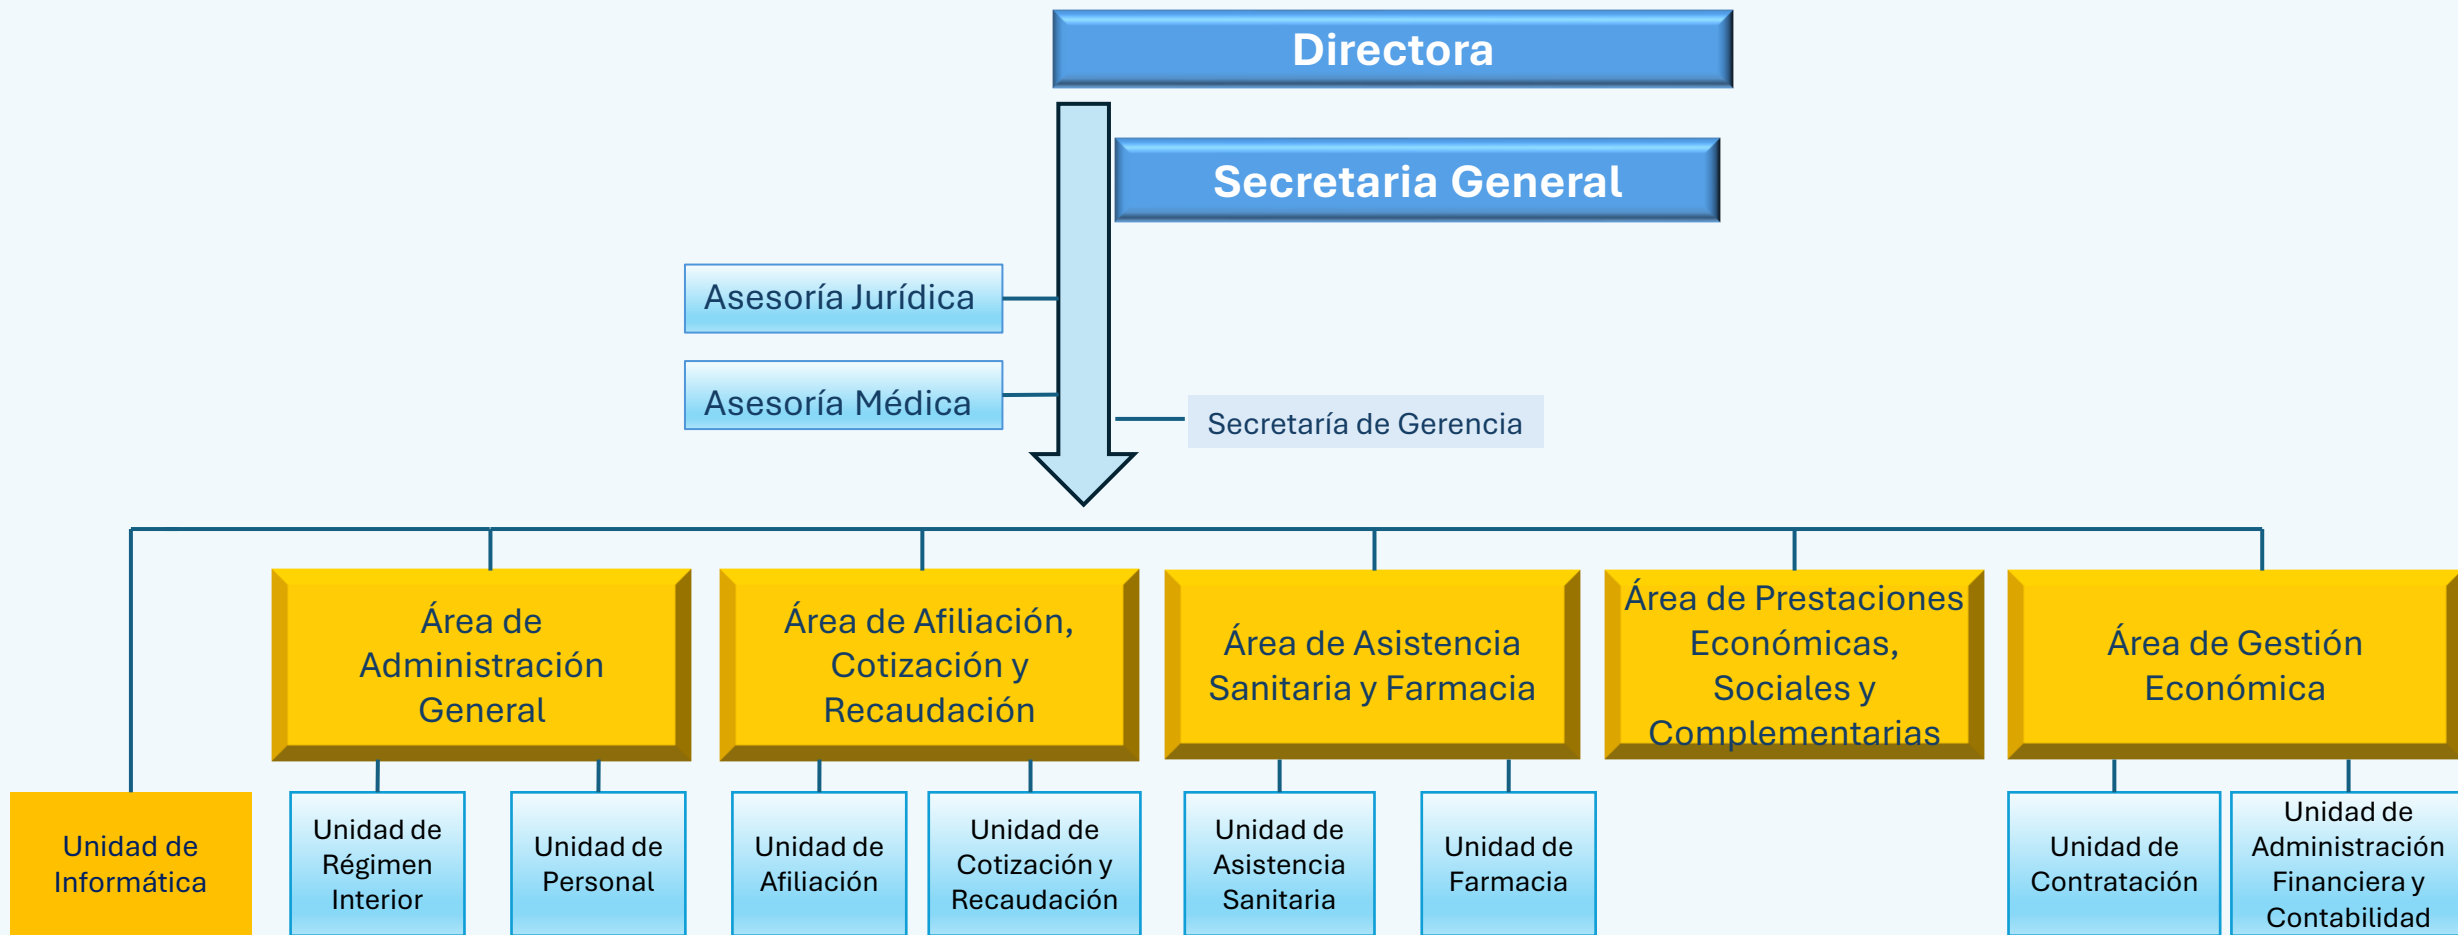 Directora
Secretaria General
Asesoría Jurídica
Asesoría Médica
Secretaría de Gerencia
Área de
Administración
General
Área de Afiliación,
Cotización y
Recaudación
Área de Asistencia
Sanitaria y Farmacia
Área de Prestaciones
Económicas,
Sociales y
Complementarias
Área de Gestión
Económica
Unidad de
Informática
Unidad de
Régimen
Interior
Unidad de
Personal
Unidad de
Afiliación
Unidad de
Cotización y
Recaudación
Unidad de
Asistencia
Sanitaria
Unidad de
Farmacia
Unidad de
Contratación
Unidad de
Administración
Financiera y
Contabilidad